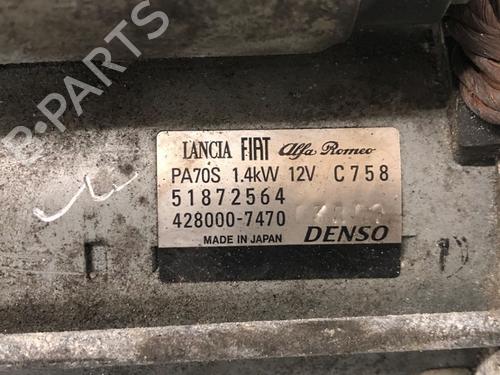 B-PARTS
LANCIA FIAT Alfa Romeo
PA70S 1.4kW 12V C758
51872564
428000-7470
MADE IN JAPAN DENSO